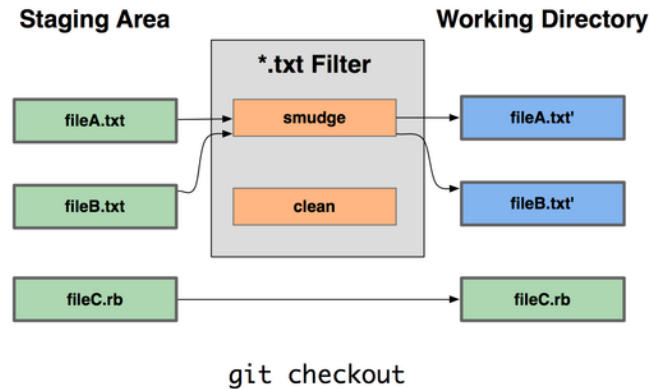 Staging Area
Working Directory
*.txt Filter
fileA.txt
smudge
fileA.txt'
fileB.txt
clean
fileB.txt'
fileC.rb
fileC.rb
git checkout